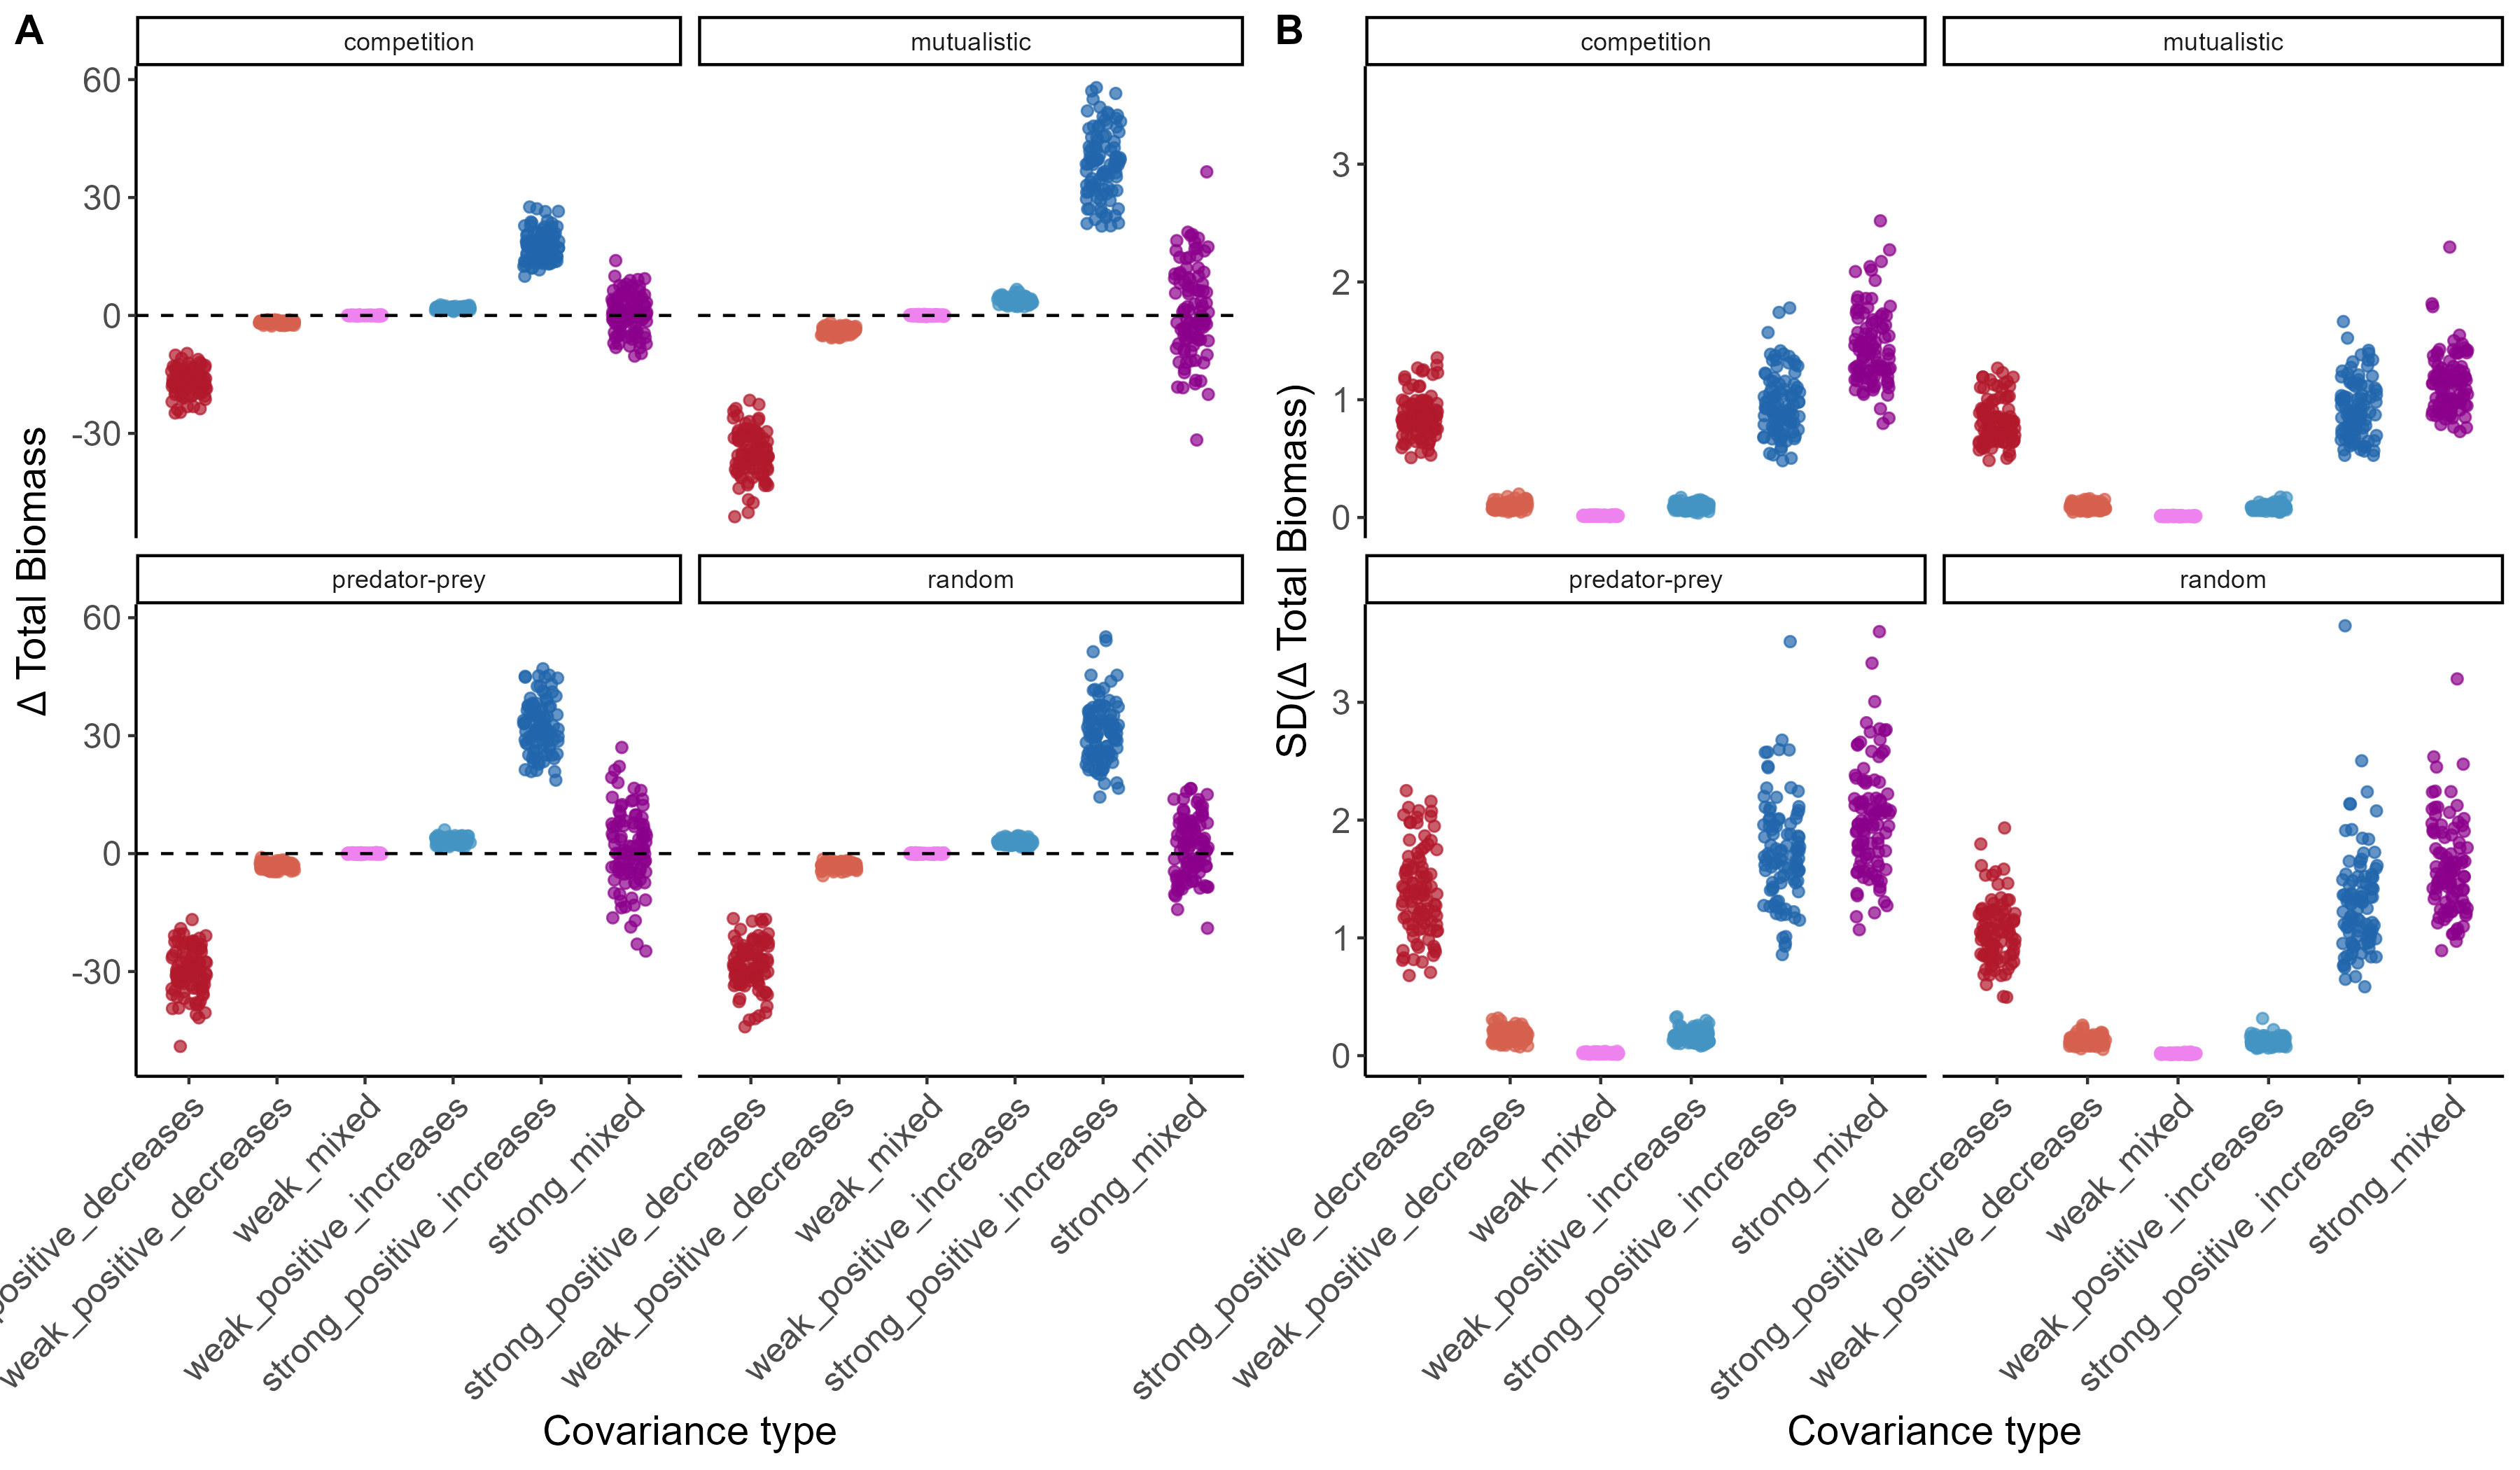 A
competition
mutualistic
60
30
0
-30
predator-prey
random
60
30
0
-30
Δ Total Biomass
positive_decreases
weak_positive_decreases
weak_mixed
weak_positive_increases
strong_positive_increases
strong_mixed
strong_positive_decreases
weak_positive_decreases
weak_mixed
weak_positive_increases
strong_positive_increases
strong_mixed
Covariance type
B
competition
mutualistic
3
2
1
0
predator-prey
random
3
2
1
0
SD(Δ Total Biomass)
strong_positive_decreases
weak_positive_decreases
weak_mixed
weak_positive_increases
strong_positive_increases
strong_mixed
strong_positive_decreases
weak_positive_decreases
weak_mixed
weak_positive_increases
strong_positive_increases
strong_mixed
Covariance type